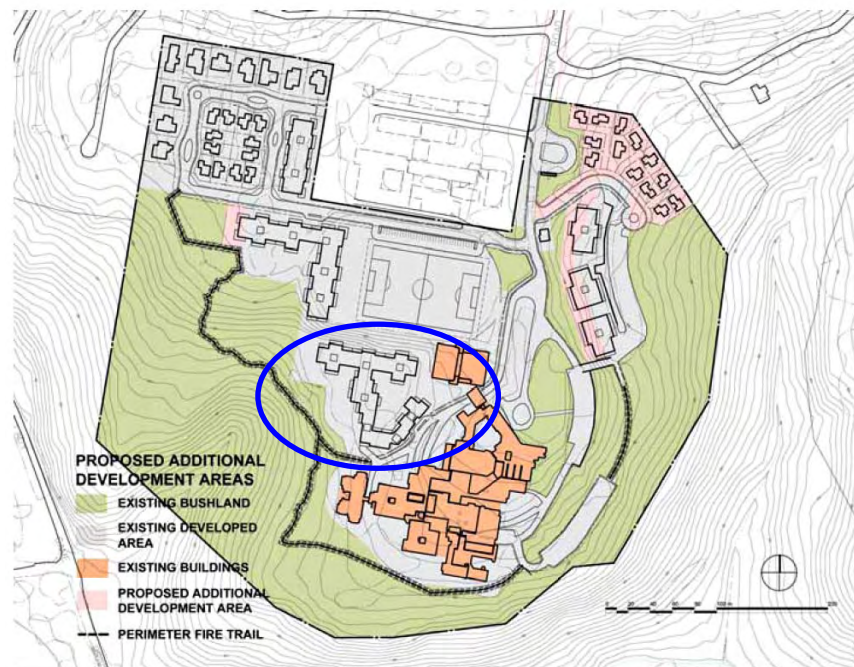 PROPOSED ADDITIONAL
DEVELOPMENT AREAS
EXISTING BUSHLAND
EXISTING DEVELOPED
AREA
EXISTING BUILDINGS
PROPOSED ADDITIONAL
DEVELOPMENT AREA
PERIMETER FIRE TRAIL